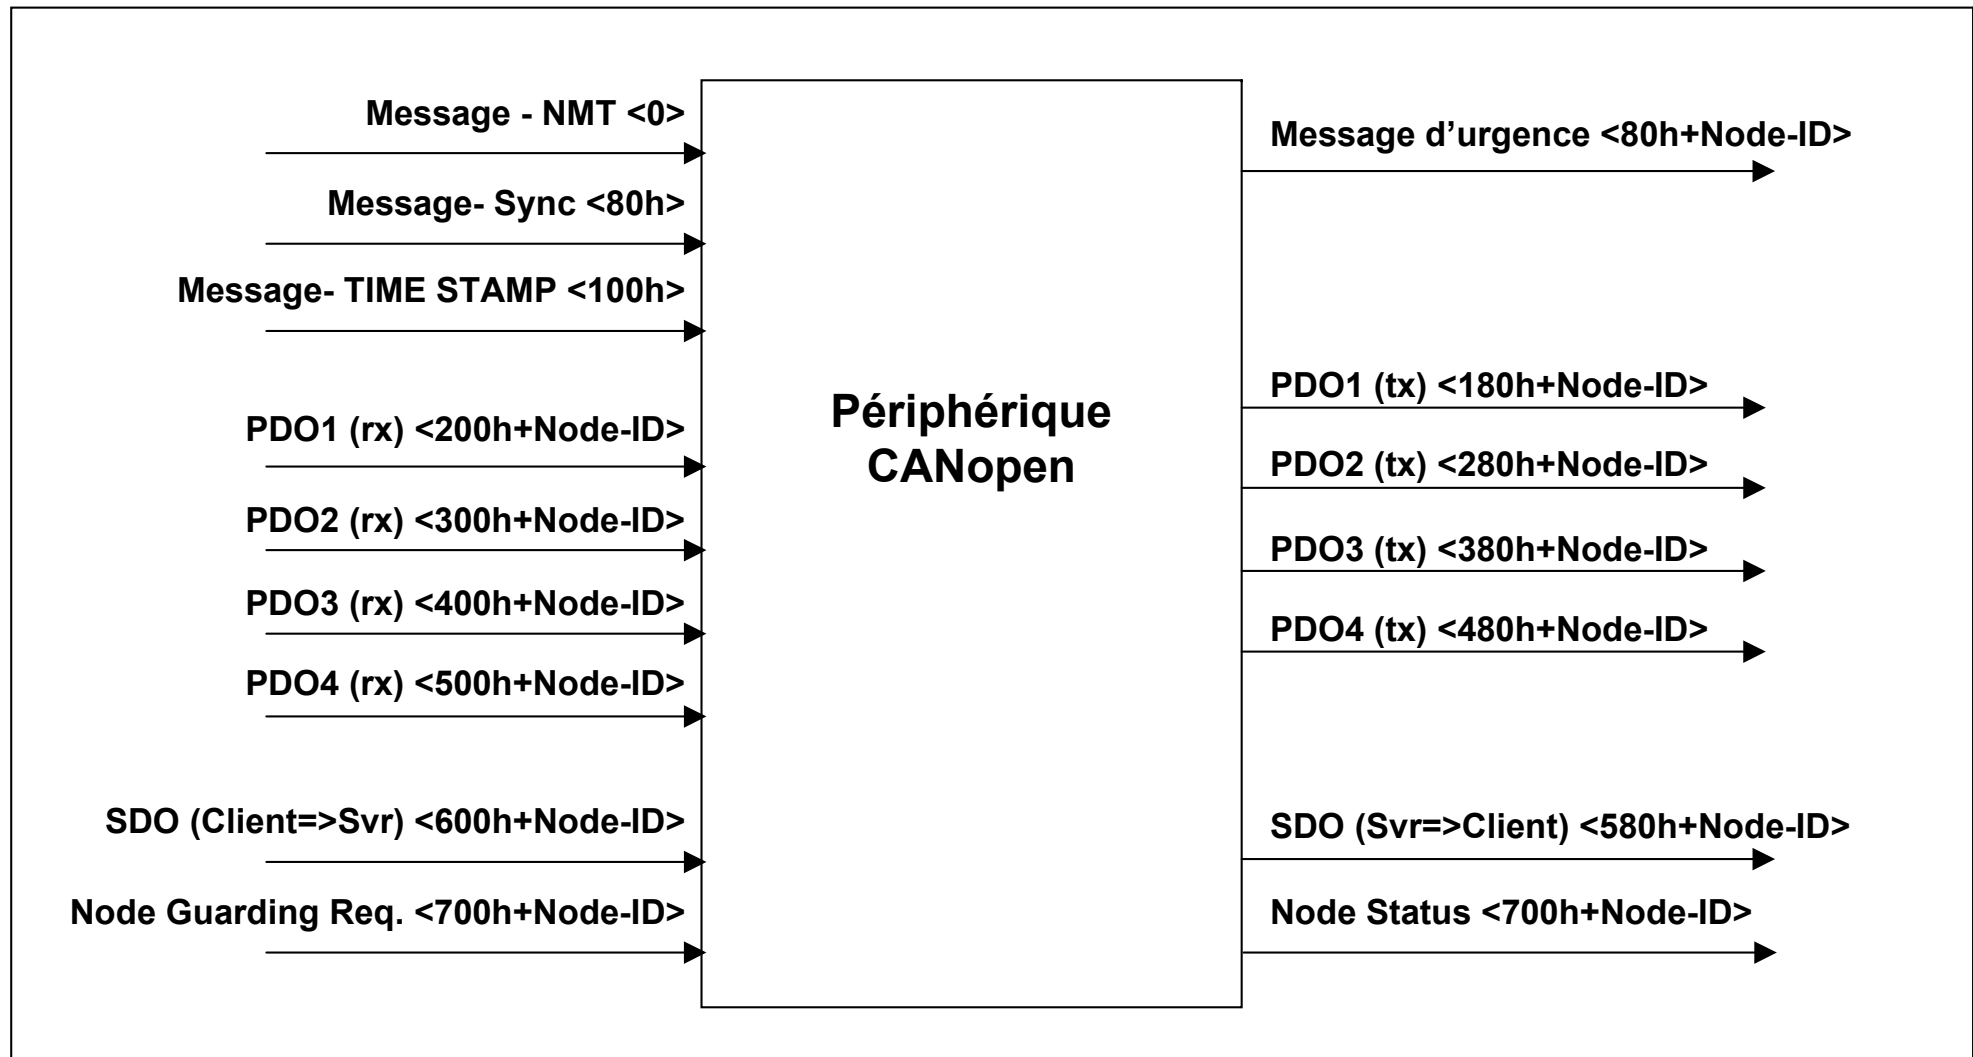 Message - NMT <0>
Message- Sync <80h>
Message- TIME STAMP <100h>
PDO1 (rx) <200h+Node-ID>
PDO2 (rx) <300h+Node-ID>
PDO3 (rx) <400h+Node-ID>
PDO4 (rx) <500h+Node-ID>
SDO (Client=>Svr) <600h+Node-ID>
Node Guarding Req. <700h+Node-ID>
Périphérique
CANopen
Message d’urgence <80h+Node-ID>
PDO1 (tx) <180h+Node-ID>
PDO2 (tx) <280h+Node-ID>
PDO3 (tx) <380h+Node-ID>
PDO4 (tx) <480h+Node-ID>
SDO (Svr=>Client) <580h+Node-ID>
Node Status <700h+Node-ID>